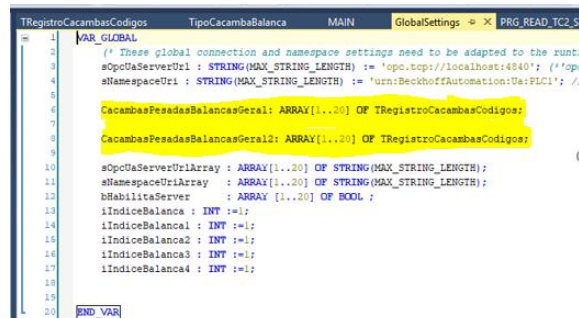 TRegistroCacambasCodigos TipoCacambaBalanca MAIN GlobalSettings PRG_READ_TC2_S
1 VAR_GLOBAL
2 (* These global connection and namespace settings need to be adapted to the runti
3 sOpcUaServerUrl : STRING(MAX_STRING_LENGTH) := 'opc.tcp://localhost:4840'; (*'op
4 sNamespaceUri : STRING(MAX_STRING_LENGTH) := 'urn:BeckhoffAutomation:Ua:PLC1'; /
5
6 CacambasPesadasBalancasGeral: ARRAY[1..20] OF TRegistroCacambasCodigos;
7
8 CacambasPesadasBalancasGeral2: ARRAY[1..20] OF TRegistroCacambasCodigos;
9
10 sOpcUaServerUrlArray : ARRAY[1..20] OF STRING(MAX_STRING_LENGTH);
11 sNamespaceUriArray : ARRAY[1..20] OF STRING(MAX_STRING_LENGTH);
12 bHabilitaServer : ARRAY [1..20] OF BOOL ;
13 iIndiceBalanca : INT :=1;
14 iIndiceBalanca1 : INT :=1;
15 iIndiceBalanca2 : INT :=1;
16 iIndiceBalanca3 : INT :=1;
17 iIndiceBalanca4 : INT :=1;
18
19
20 END_VAR